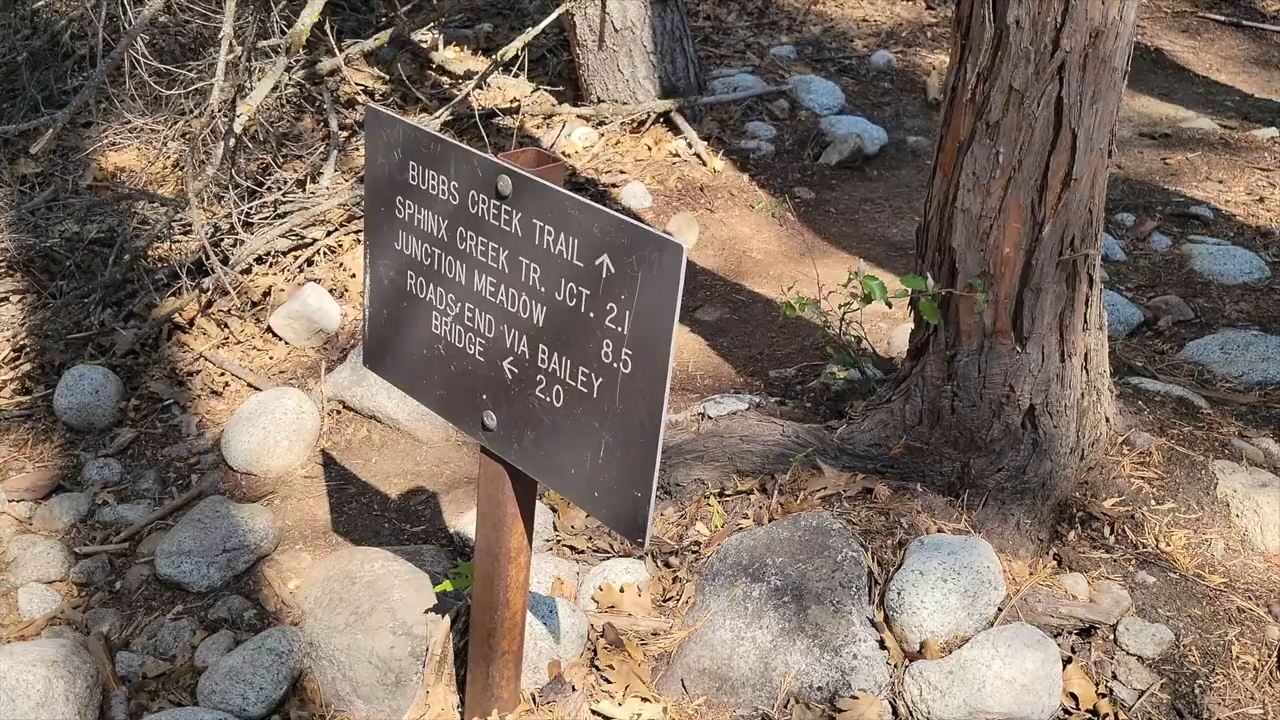 BUBBS CREEK TRAIL ↑
SPHINX CREEK TR. JCT. 2.1
JUNCTION MEADOW 8.5
ROADS END VIA BAILEY
BRIDGE ← 2.0